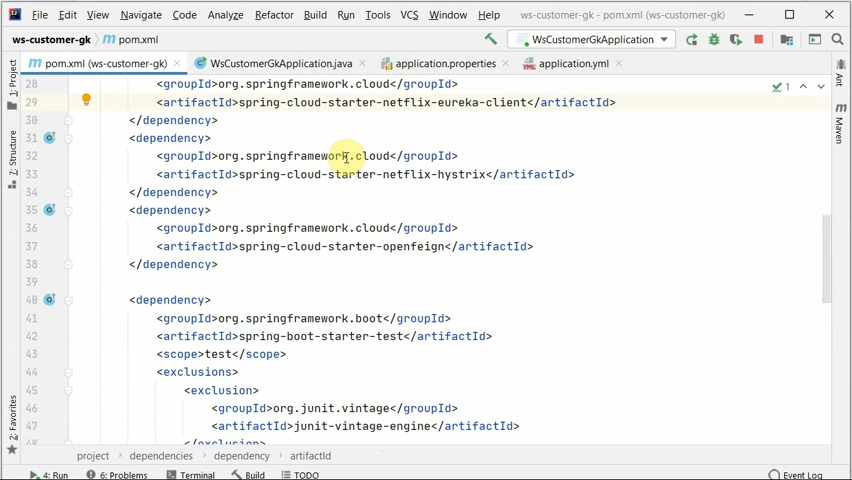 File Edit View Navigate Code Analyze Refactor Build Run Tools VCS Window Help ws-customer-gk - pom.xml (ws-customer-gk)
ws-customer-gk pom.xml WsCustomerGkApplication
pom.xml (ws-customer-gk) WsCustomerGkApplication.java application.properties application.yml
1: Project
7: Structure
2: Favorites
28 <groupId>org.springframework.cloud</groupId>
29 <artifactId>spring-cloud-starter-netflix-eureka-client</artifactId>
30 </dependency>
31 <dependency>
32 <groupId>org.springframework.cloud</groupId>
33 <artifactId>spring-cloud-starter-netflix-hystrix</artifactId>
34 </dependency>
35 <dependency>
36 <groupId>org.springframework.cloud</groupId>
37 <artifactId>spring-cloud-starter-openfeign</artifactId>
38 </dependency>
39
40 <dependency>
41 <groupId>org.springframework.boot</groupId>
42 <artifactId>spring-boot-starter-test</artifactId>
43 <scope>test</scope>
44 <exclusions>
45 <exclusion>
46 <groupId>org.junit.vintage</groupId>
47 <artifactId>junit-vintage-engine</artifactId>
48 </exclusion>
1
Ant
Maven
project dependencies dependency artifactId
4: Run 6: Problems Terminal Build TODO Event Log